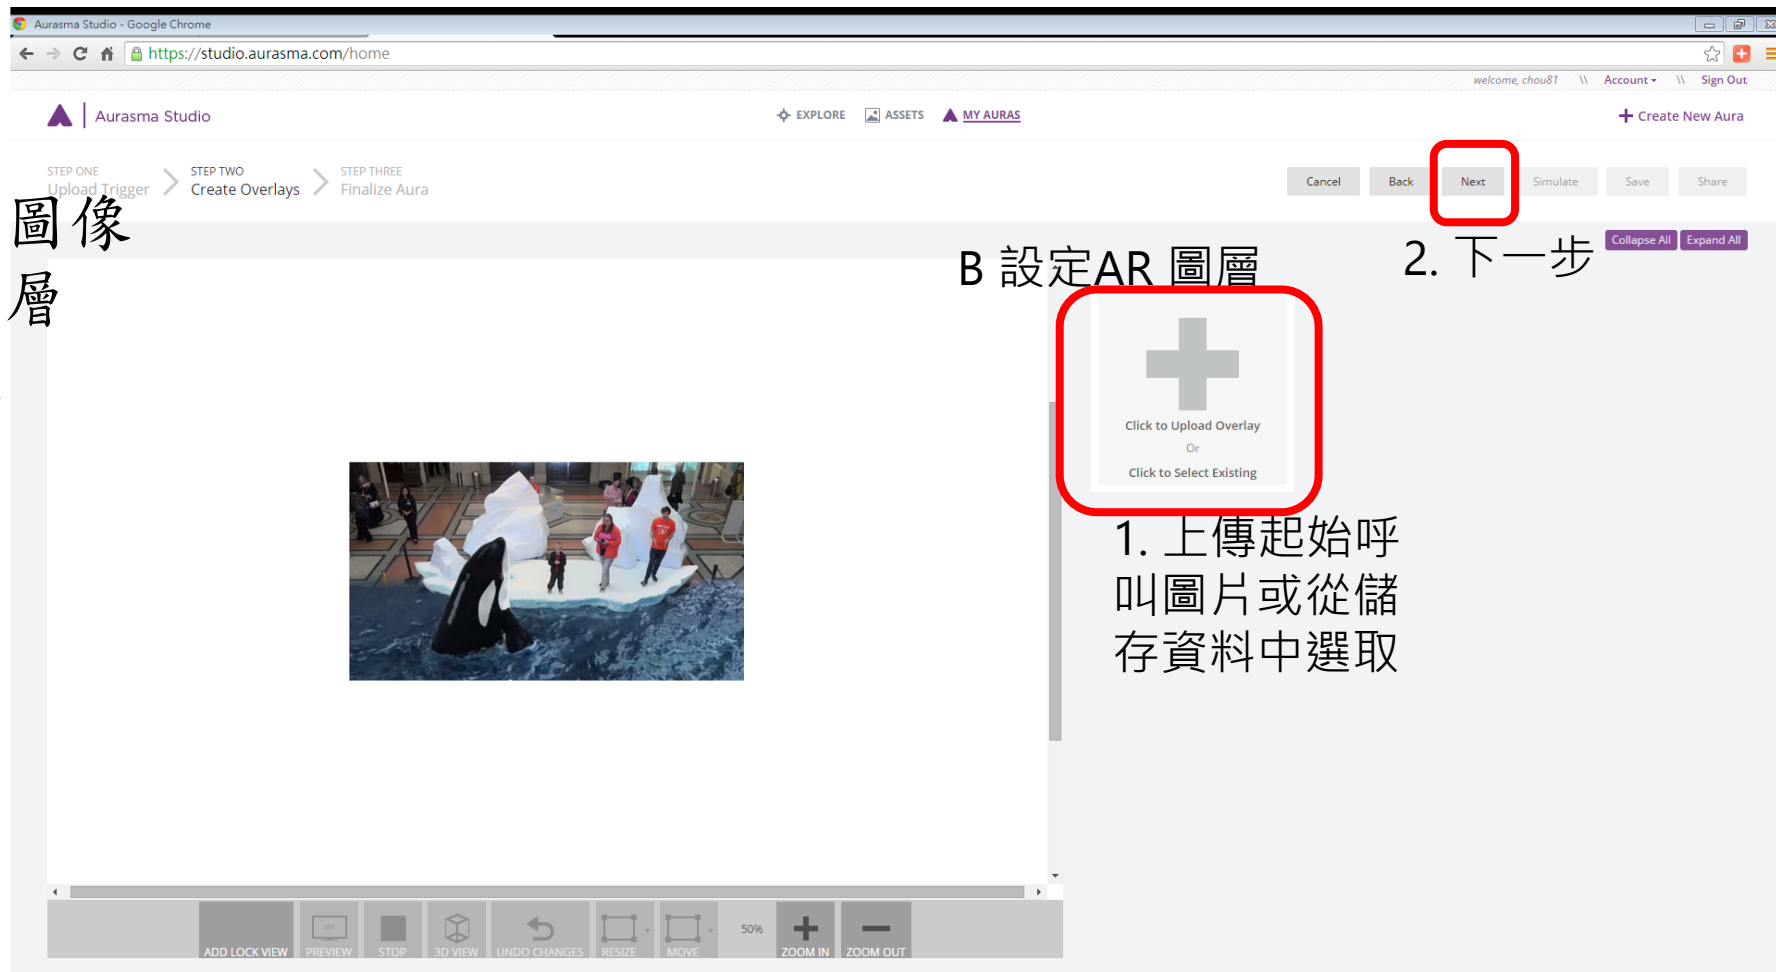 Aurasma Studio - Google Chrome
https://studio.aurasma.com/home
welcome, chou81 \\ Account \\ Sign Out
Aurasma Studio
EXPLORE ASSETS MY AURAS
Create New Aura
STEP ONE
Upload Trigger
STEP TWO
Create Overlays
STEP THREE
Finalize Aura
Cancel Back Next Simulate Save Share
圖像
層
B 設定AR 圖層
2. 下一步
Collapse All Expand All
Click to Upload Overlay
Or
Click to Select Existing
1. 上傳起始呼
叫圖片或從儲
存資料中選取
ADD LOCK VIEW PREVIEW STOP 3D VIEW UNDO CHANGES RESIZE MOVE 50% ZOOM IN ZOOM OUT